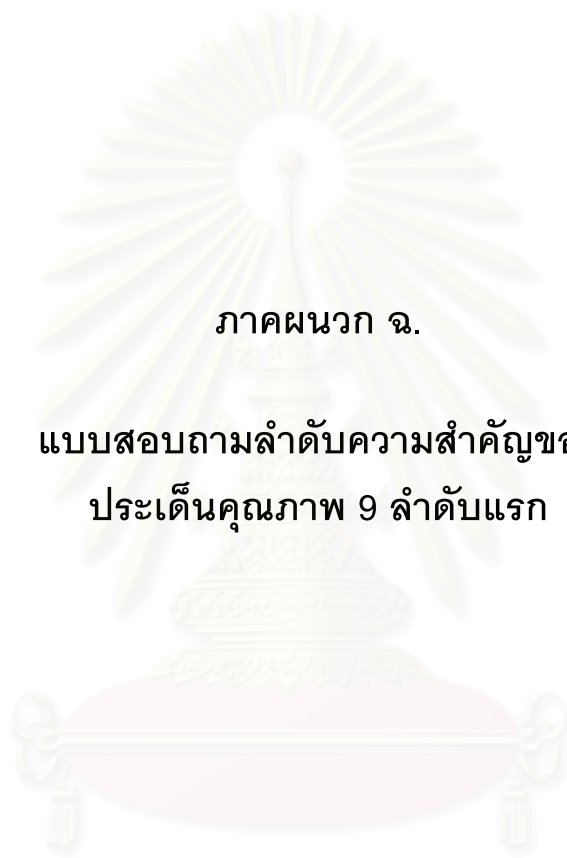 ภาคผนวก ฉ.
แบบสอบถามลำดับความสำคัญขอ
ประเด็นคุณภาพ 9 ลำดับแรก